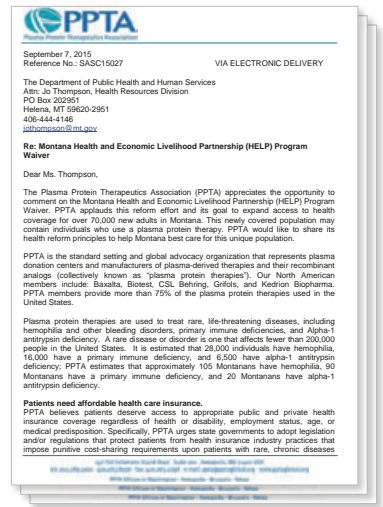 PPTA
Plasma Protein Therapeutics Association
September 7, 2015
Reference No.: SASC15027 VIA ELECTRONIC DELIVERY
The Department of Public Health and Human Services
Attn: Jo Thompson, Health Resources Division
PO Box 202951
Helena, MT 59620-2951
406-444-4146
jothompson@mt.gov
Re: Montana Health and Economic Livelihood Partnership (HELP) Program
Waiver
Dear Ms. Thompson,
The Plasma Protein Therapeutics Association (PPTA) appreciates the opportunity to
comment on the Montana Health and Economic Livelihood Partnership (HELP) Program
Waiver. PPTA applauds this reform effort and its goal to expand access to health
coverage for over 70,000 new adults in Montana. This newly covered population may
contain individuals who use a plasma protein therapy. PPTA would like to share its
health reform principles to help Montana best care for this unique population.
PPTA is the standard setting and global advocacy organization that represents plasma
donation centers and manufacturers of plasma-derived therapies and their recombinant
analogs (collectively known as "plasma protein therapies"). Our North American
members include: Baxalta, Biotest, CSL Behring, Grifols, and Kedrion Biopharma.
PPTA members provide more than 75% of the plasma protein therapies used in the
United States.
Plasma protein therapies are used to treat rare, life-threatening diseases, including
hemophilia and other bleeding disorders, primary immune deficiencies, and Alpha-1
antitrypsin deficiency. A rare disease or disorder is one that affects fewer than 200,000
people in the United States. It is estimated that 28,000 individuals have hemophilia,
16,000 have a primary immune deficiency, and 6,500 have alpha-1 antitrypsin
deficiency; PPTA estimates that approximately 105 Montanans have hemophilia, 90
Montanans have a primary immune deficiency, and 20 Montanans have alpha-1
antitrypsin deficiency.
Patients need affordable health care insurance.
PPTA believes patients deserve access to appropriate public and private health
insurance coverage regardless of health or disability, employment status, age, or
medical predisposition. Specifically, PPTA urges state governments to adopt legislation
and/or regulations that protect patients from health insurance industry practices that
impose punitive cost-sharing requirements upon patients with rare, chronic diseases